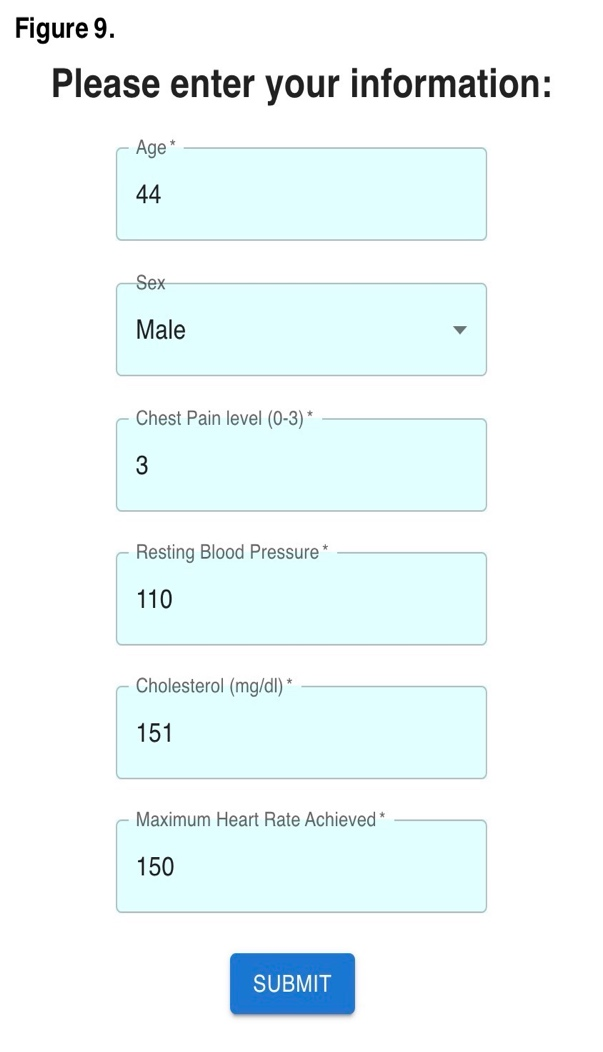 Figure 9.
Please enter your information:
Age *
44
Sex
Male
Chest Pain level (0-3) *
3
Resting Blood Pressure *
110
Cholesterol (mg/dl) *
151
Maximum Heart Rate Achieved *
150
SUBMIT